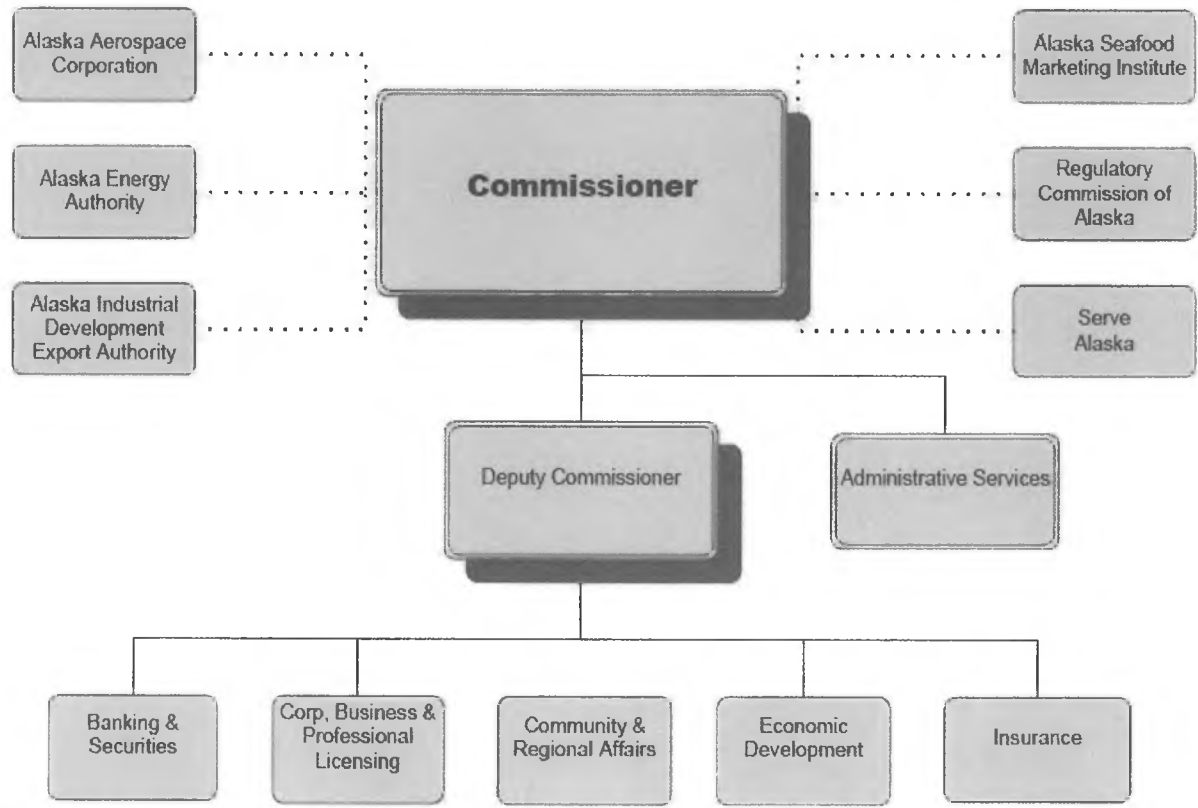 Alaska Aerospace
Corporation
Alaska Seafood
Marketing Institute
Commissioner
Alaska Energy
Authority
Regulatory
Commission of
Alaska
Alaska Industrial
Development
Export Authority
Serve
Alaska
Deputy Commissioner
Administrative Services
Banking &
Securities
Corp, Business &
Professional
Licensing
Community &
Regional Affairs
Economic
Development
Insurance